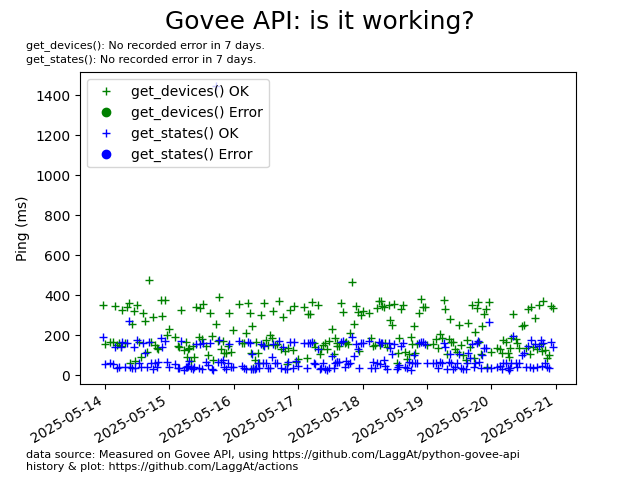 Govee API: is it working?
get_devices(): No recorded error in 7 days.
get_states(): No recorded error in 7 days.
get_devices() OK
get_devices() Error
get_states() OK
get_states() Error
Ping (ms)
1400
1200
1000
800
600
400
200
0
2025-05-14
2025-05-15
2025-05-16
2025-05-17
2025-05-18
2025-05-19
2025-05-20
2025-05-21
data source: Measured on Govee API, using https://github.com/LaggAt/python-govee-api
history & plot: https://github.com/LaggAt/actions